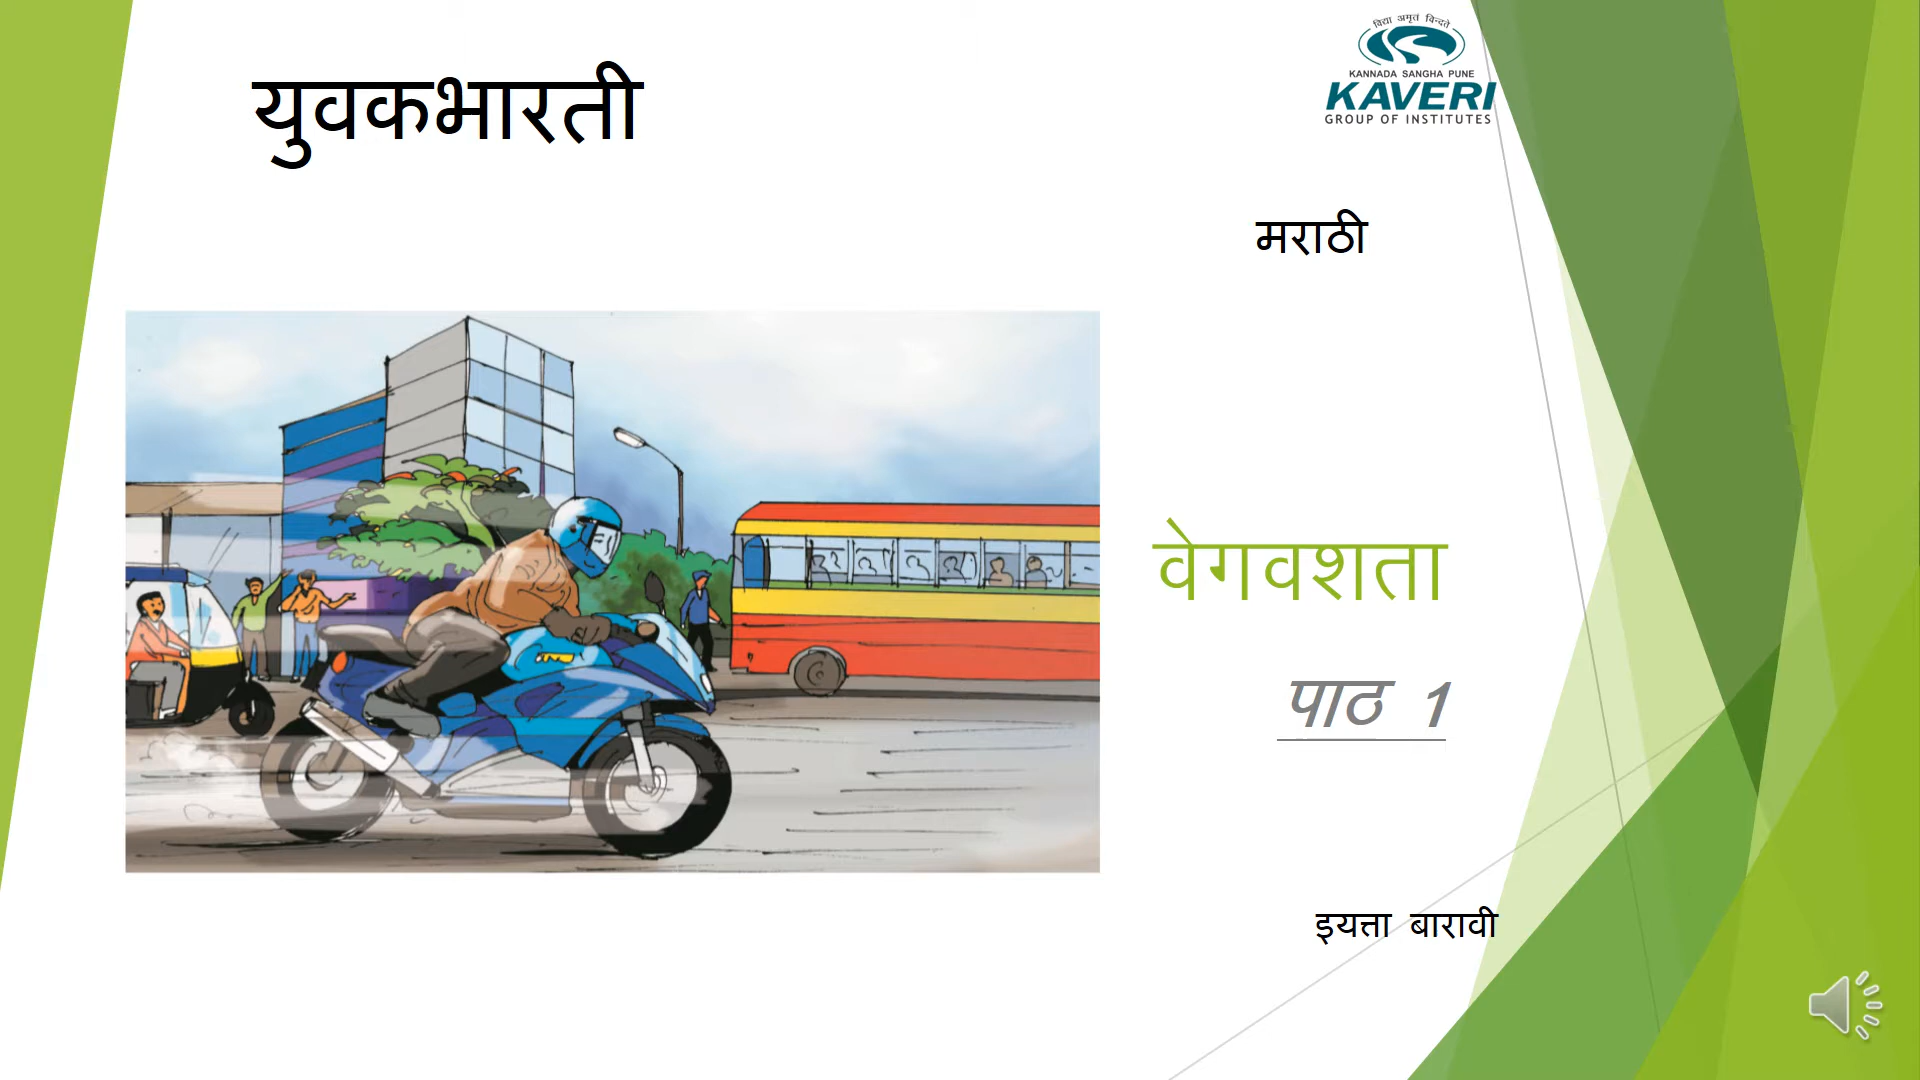 युवकभारती
विद्या अमृतं विन्दते
KANNADA SANGHA PUNE
KAVERI
GROUP OF INSTITUTES
मराठी
वेगवशता
पाठ 1
इयत्ता बारावी